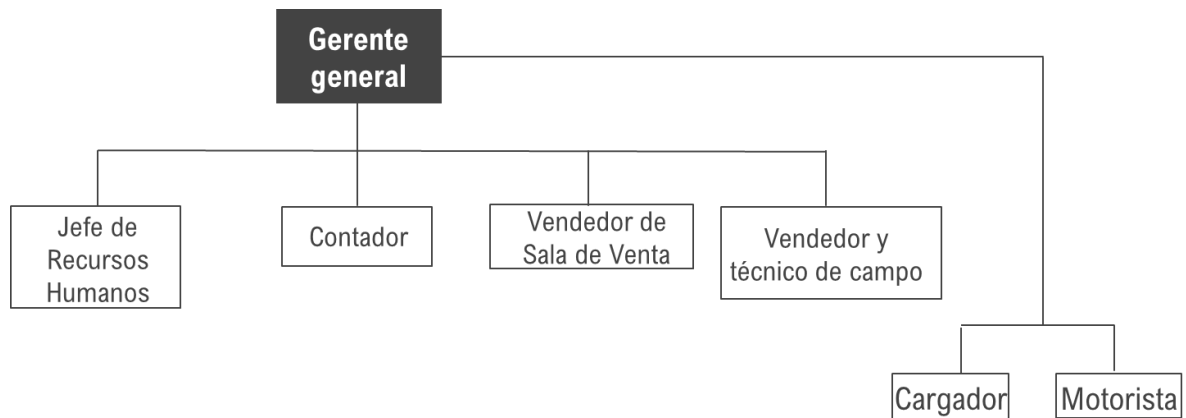 Gerente
general
Jefe de
Recursos
Humanos
Contador
Vendedor de
Sala de Venta
Vendedor y
técnico de campo
Cargador
Motorista